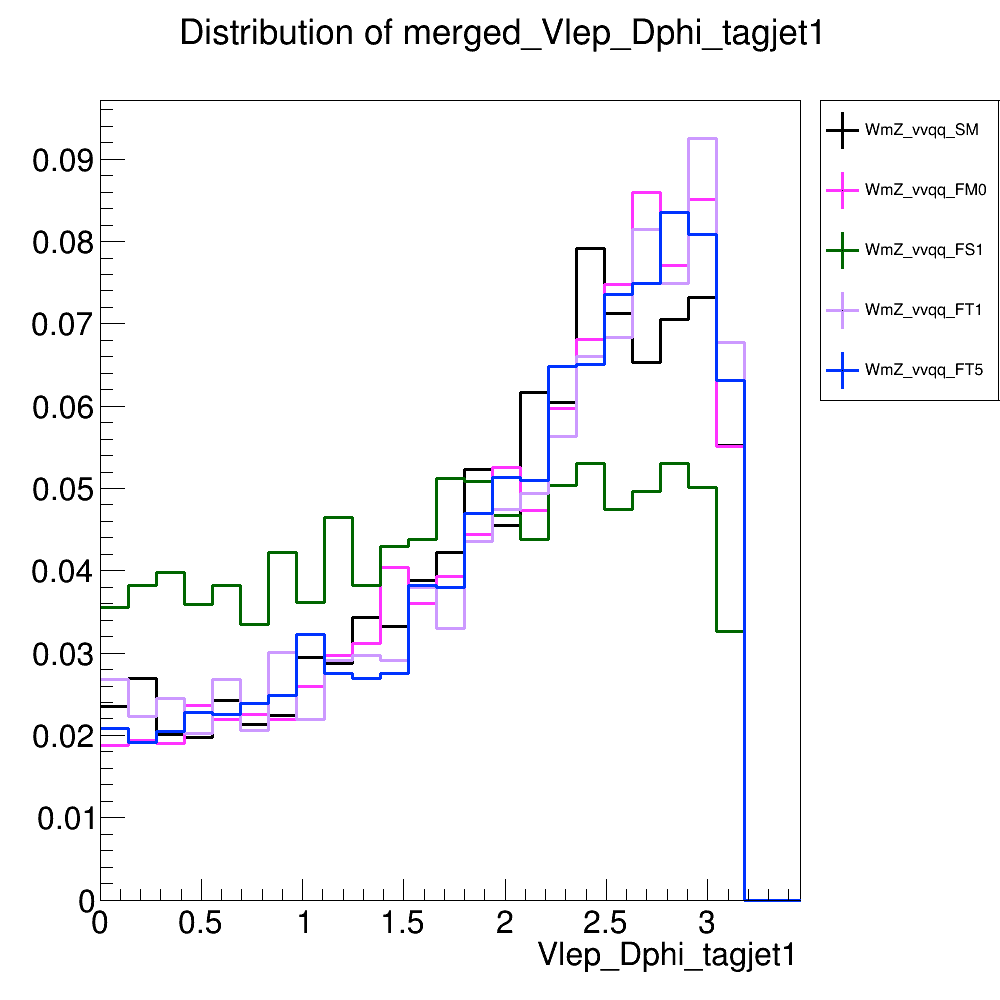 Distribution of merged_Vlep_Dphi_tagjet1
WmZ_vvqq_SM
WmZ_vvqq_FM0
WmZ_vvqq_FS1
WmZ_vvqq_FT1
WmZ_vvqq_FT5
0.09
0.08
0.07
0.06
0.05
0.04
0.03
0.02
0.01
0
0 0.5 1 1.5 2 2.5 3
Vlep_Dphi_tagjet1